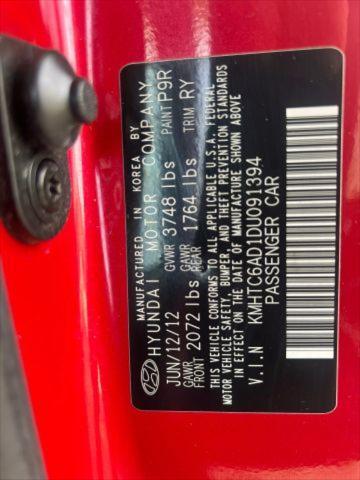 MANUFACTURED IN KOREA BY
HYUNDAI MOTOR COMPANY
JUN/12/12 GVWR 3748 lbs PAINT P9R
GAWR FRONT 2072 lbs GAWR REAR 1764 lbs TRIM RY
THIS VEHICLE CONFORMS TO ALL APPLICABLE U.S.A. FEDERAL
MOTOR VEHICLE SAFETY, BUMPER, AND THEFT PREVENTION STANDARDS
IN EFFECT ON THE DATE OF MANUFACTURE SHOWN ABOVE
V.I.N KMHTC6AD1DU091394
PASSENGER CAR